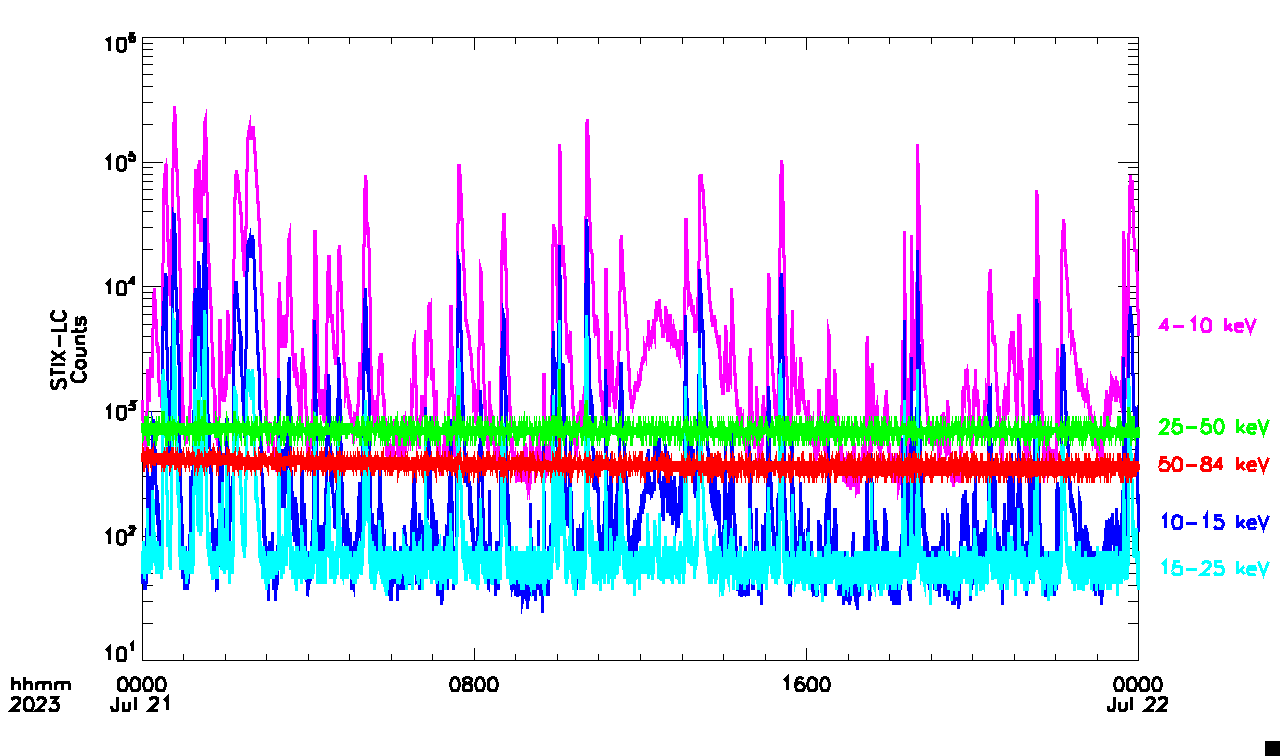 10⁶
10⁵
10⁴
10³
10²
10¹
STIX-LC
Counts
4-10 keV
25-50 keV
50-84 keV
10-15 keV
15-25 keV
hhmm 0000 0800 1600 0000
2023 Jul 21 Jul 22